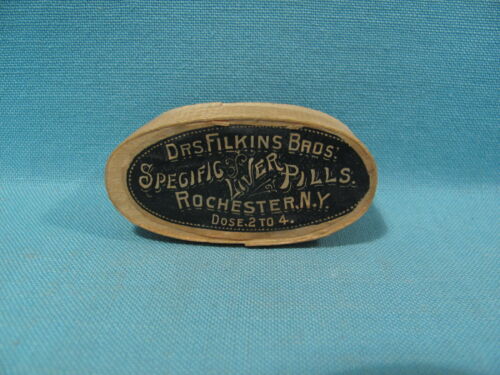 DRS. FILKINS BROS.
SPECIFIC LIVER PILLS.
ROCHESTER, N.Y.
DOSE. 2 TO 4.